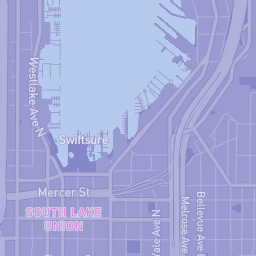 Westlake Ave N
Swiftsure
Mercer St
SOUTH LAKE
UNION
Bellevue Ave
Melrose Ave
Yale Ave N